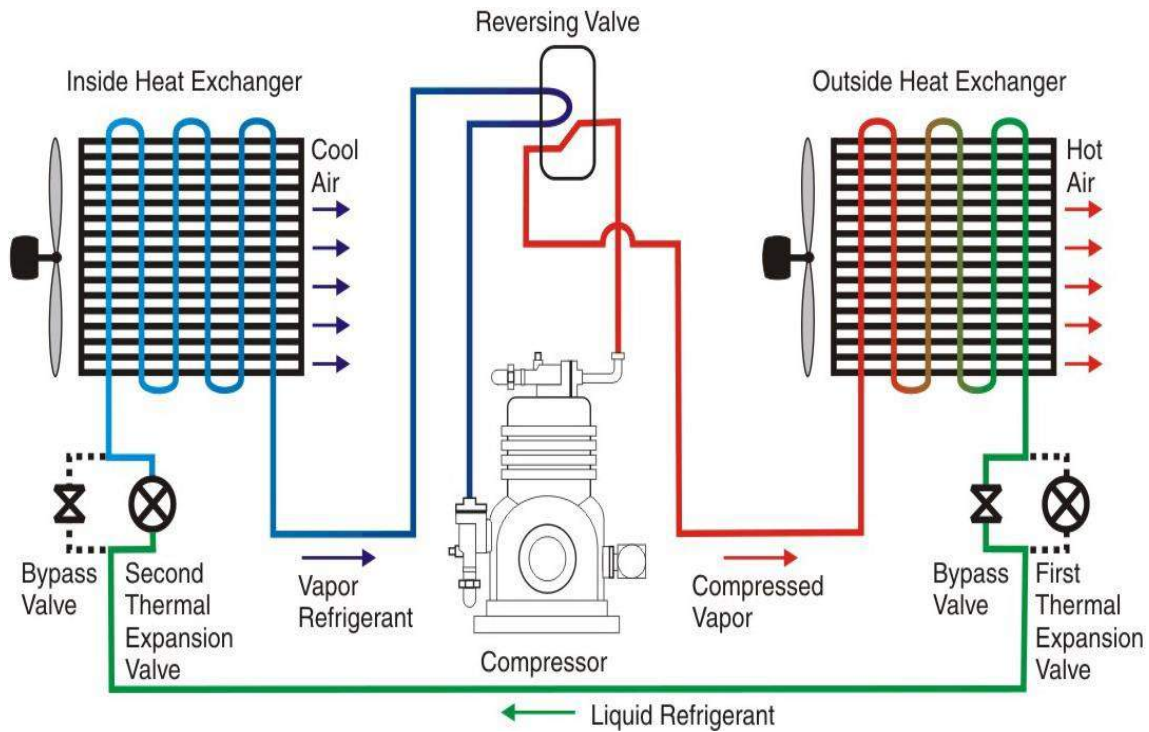 Reversing Valve
Inside Heat Exchanger
Outside Heat Exchanger
Cool
Air
Hot
Air
Bypass
Valve
Second
Thermal
Expansion
Valve
Vapor
Refrigerant
Compressor
Compressed
Vapor
Bypass
Valve
First
Thermal
Expansion
Valve
Liquid Refrigerant